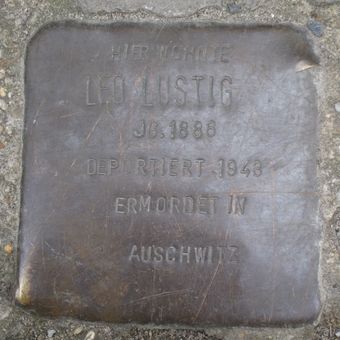 HIER WOHNTE
LEO LUSTIG
JG. 1886
DEPORTIERT 1943
ERMORDET IN
AUSCHWITZ